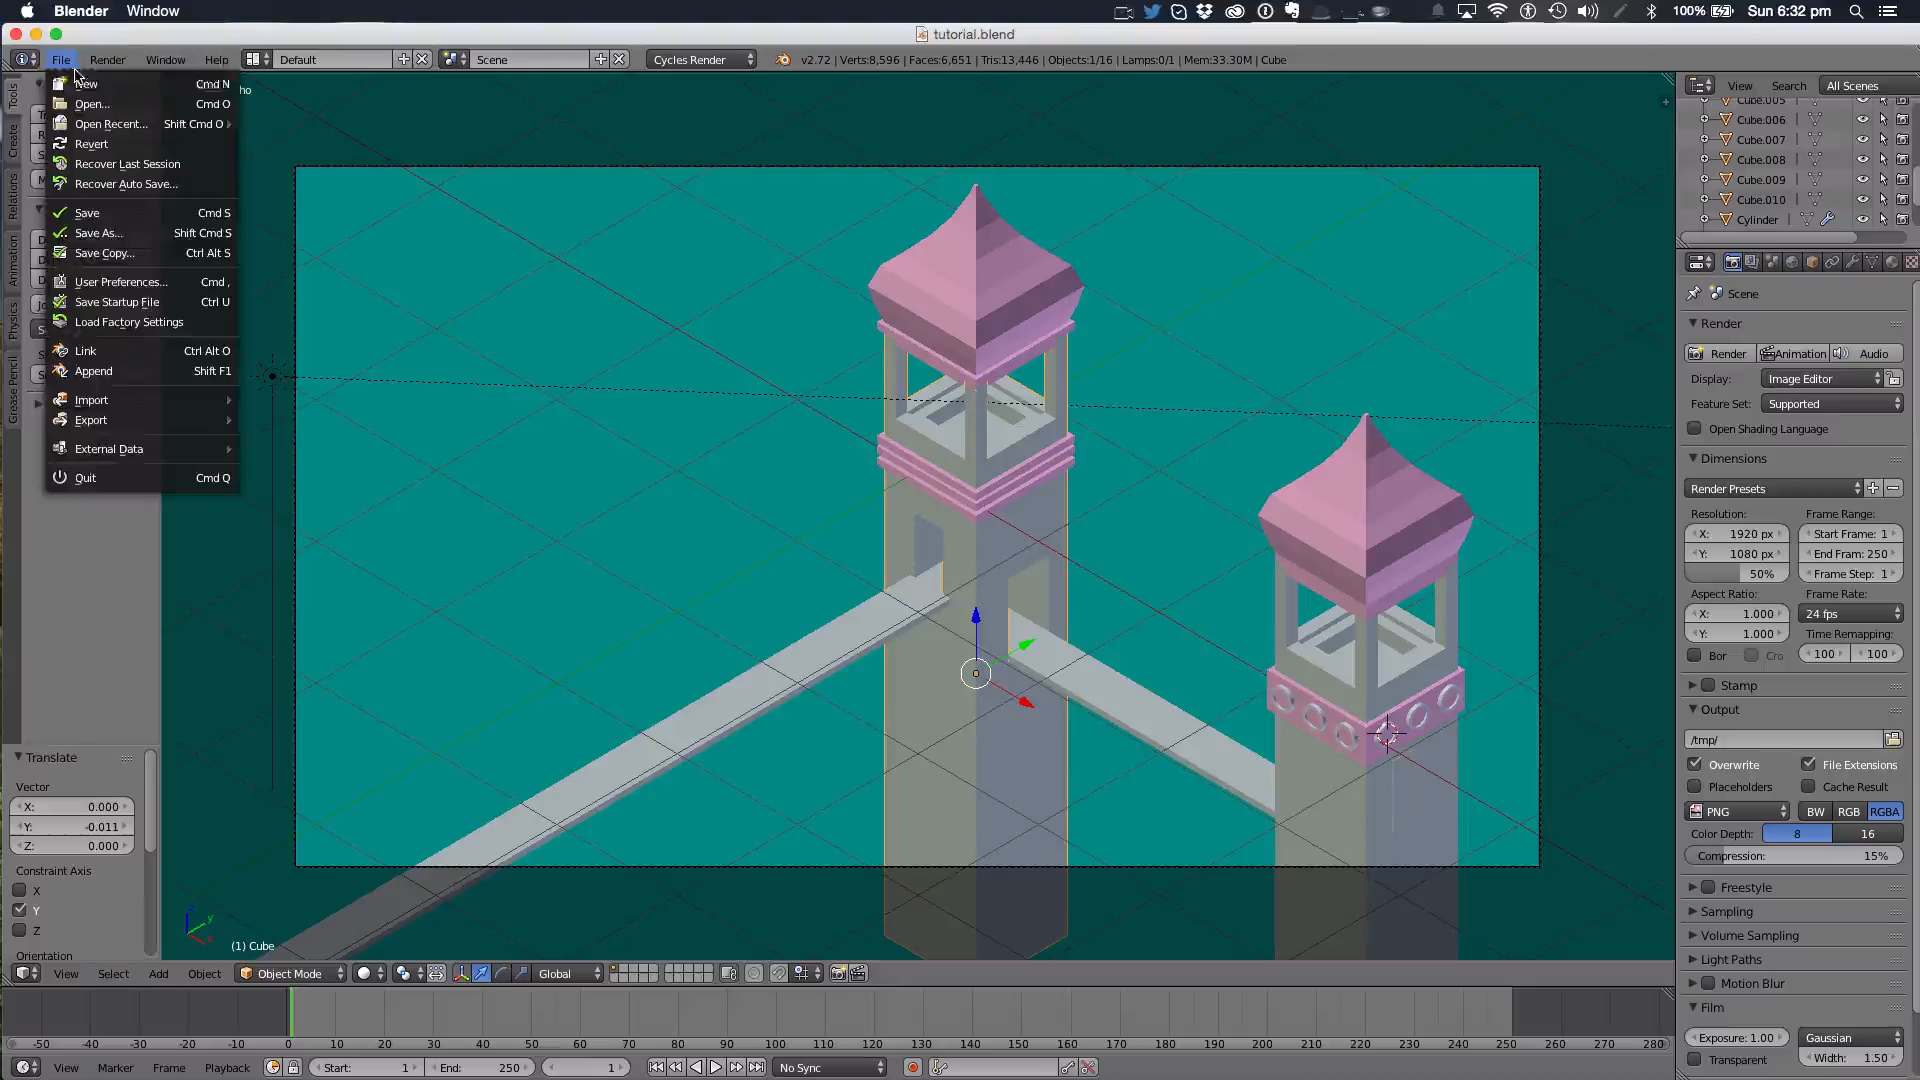 Blender Window
100% Sun 6:32 pm
tutorial.blend
File Render Window Help Default Scene Cycles Render v2.72 | Verts:8,596 | Faces:6,651 | Tris:13,446 | Objects:1/16 | Lamps:0/1 | Mem:33.30M | Cube
New Cmd N
Open... Cmd O
Open Recent... Shift Cmd O
Revert
Recover Last Session
Recover Auto Save...
Save Cmd S
Save As... Shift Cmd S
Save Copy... Ctrl Alt S
User Preferences... Cmd ,
Save Startup File Ctrl U
Load Factory Settings
Link Ctrl Alt O
Append Shift F1
Import
Export
External Data
Quit Cmd Q
ho
Tools
Create
Relations
Animation
Physics
Grease Pencil
Translate
Vector
X: 0.000
Y: -0.011
Z: 0.000
Constraint Axis
X
Y
Z
Orientation
(1) Cube
View Select Add Object Object Mode Global
-50 -40 -30 -20 -10 0 10 20 30 40 50 60 70 80 90 100 110 120 130 140 150 160 170 180 190 200 210 220 230 240 250 260 270 280
View Marker Frame Playback Start: 1 End: 250 1 No Sync
View Search All Scenes
Cube.005
Cube.006
Cube.007
Cube.008
Cube.009
Cube.010
Cylinder
Scene
Render
Render Animation Audio
Display: Image Editor
Feature Set: Supported
Open Shading Language
Dimensions
Render Presets
Resolution: Frame Range:
X: 1920 px Start Frame: 1
Y: 1080 px End Fram: 250
50% Frame Step: 1
Aspect Ratio: Frame Rate:
X: 1.000 24 fps
Y: 1.000 Time Remapping:
Bor Cro 100 100
Stamp
Output
/tmp/
Overwrite File Extensions
Placeholders Cache Result
PNG BW RGB RGBA
Color Depth: 8 16
Compression: 15%
Freestyle
Sampling
Volume Sampling
Light Paths
Motion Blur
Film
Exposure: 1.00 Gaussian
Transparent Width: 1.50